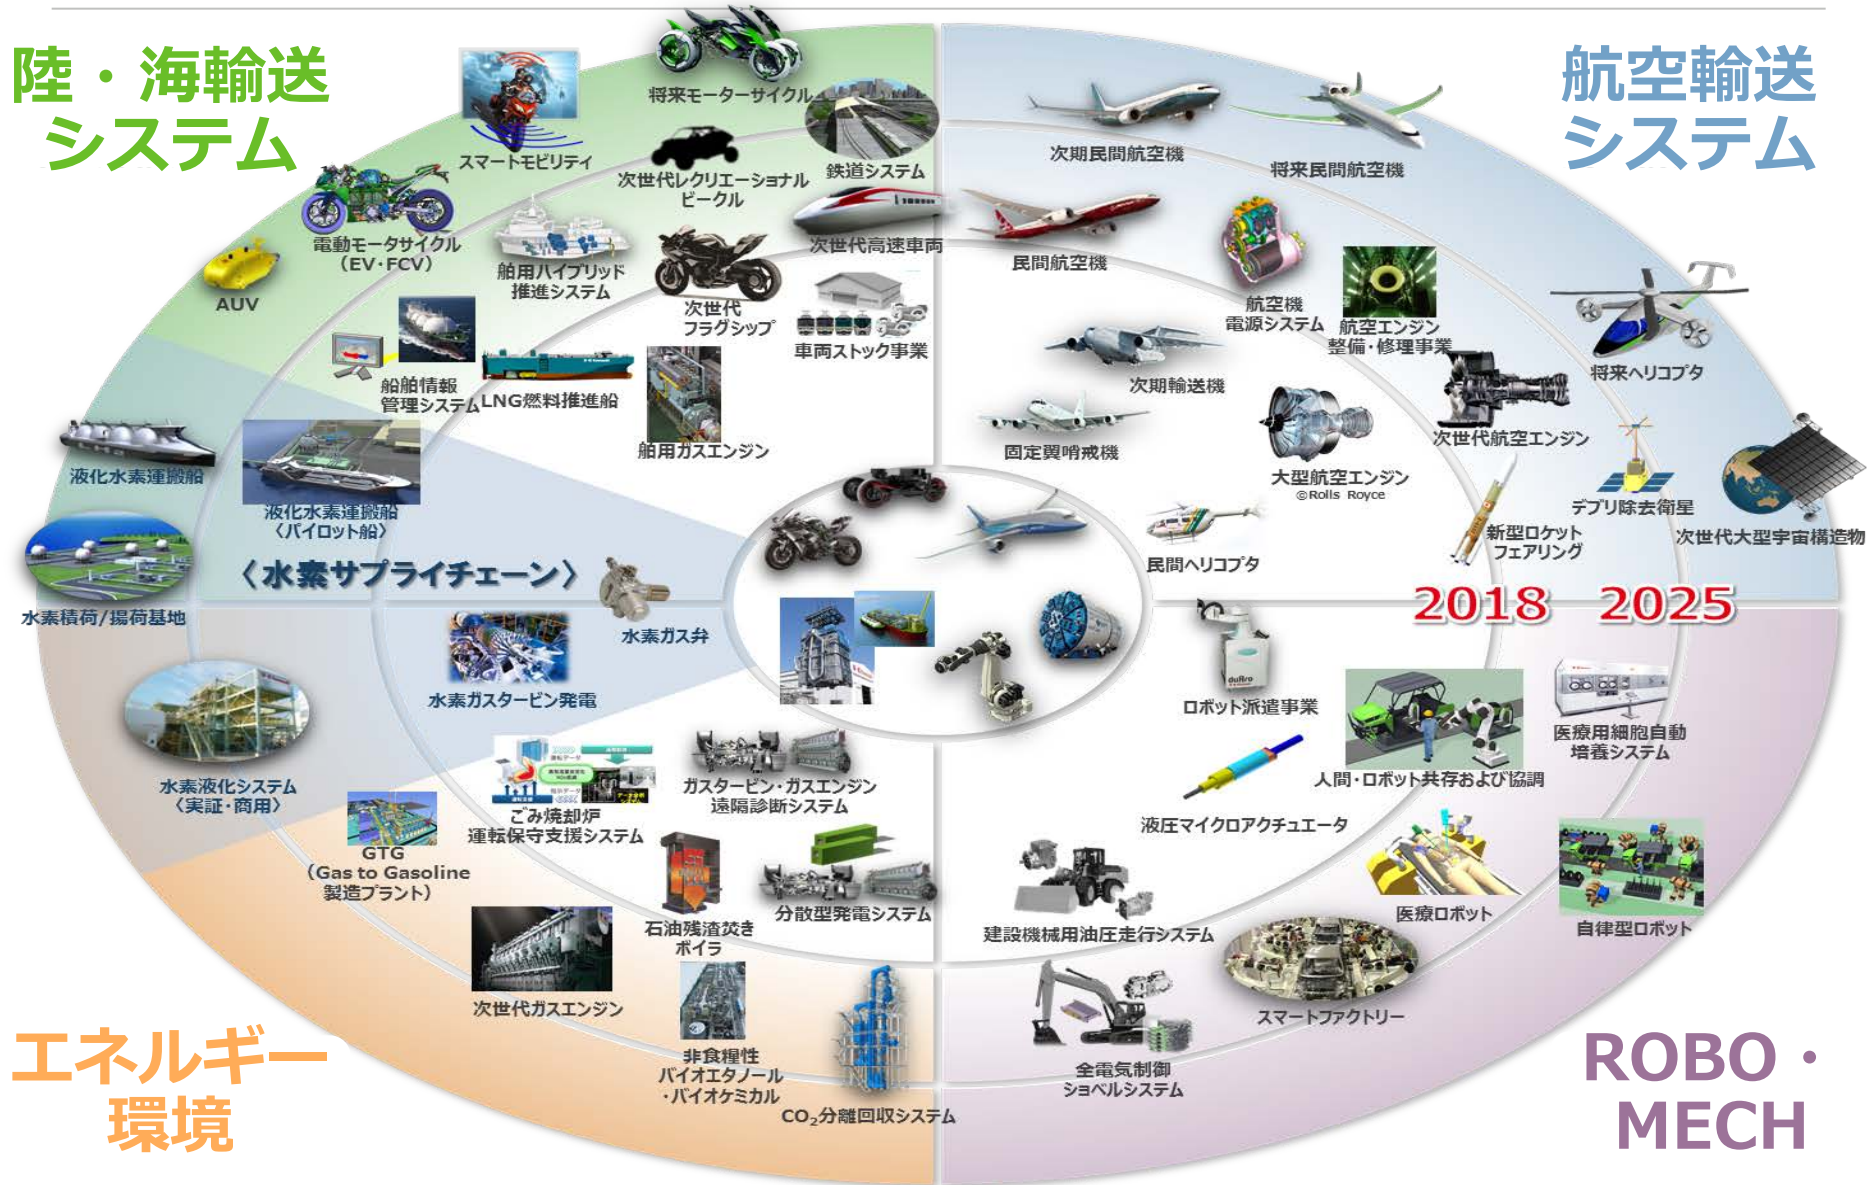 陸・海輸送
システム
航空輸送
システム
将来モーターサイクル
スマートモビリティ
次世代レクリエーショナル
ビークル
鉄道システム
電動モータサイクル
（EV・FCV）
AUV
舶用ハイブリッド
推進システム
次世代
フラグシップ
次世代高速車両
車両ストック事業
船舶情報
管理システム
LNG燃料推進船
舶用ガスエンジン
次期民間航空機
将来民間航空機
民間航空機
航空機
電源システム
航空エンジン
整備・修理事業
次期輸送機
将来ヘリコプタ
固定翼哨戒機
大型航空エンジン
©Rolls Royce
次世代航空エンジン
デブリ除去衛星
次世代大型宇宙構造物
新型ロケット
フェアリング
民間ヘリコプタ
2018
2025
液化水素運搬船
液化水素運搬船
〈パイロット船〉
〈水素サプライチェーン〉
水素積荷/揚荷基地
水素ガス弁
水素ガスタービン発電
水素液化システム
〈実証・商用〉
ごみ焼却炉
運転保守支援システム
ガスタービン・ガスエンジン
遠隔診断システム
GTG
（Gas to Gasoline
製造プラント）
石油残渣焚き
ボイラ
分散型発電システム
次世代ガスエンジン
非食糧性
バイオエタノール
・バイオケミカル
CO₂分離回収システム
エネルギー
環境
duAro
ロボット派遣事業
人間・ロボット共存および協調
医療用細胞自動
培養システム
液圧マイクロアクチュエータ
医療ロボット
自律型ロボット
建設機械用油圧走行システム
スマートファクトリー
全電気制御
ショベルシステム
ROBO・
MECH